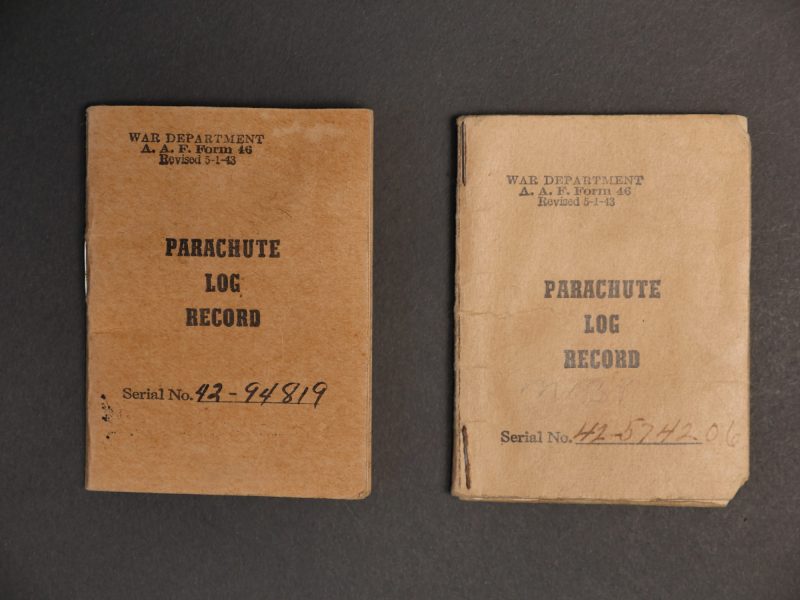 WAR DEPARTMENT
A. A. F. Form 46
Revised 5-1-43
PARACHUTE
LOG
RECORD
Serial No. 42-94819
WAR DEPARTMENT
A. A. F. Form 46
Revised 5-1-43
PARACHUTE
LOG
RECORD
Serial No. 42-574206